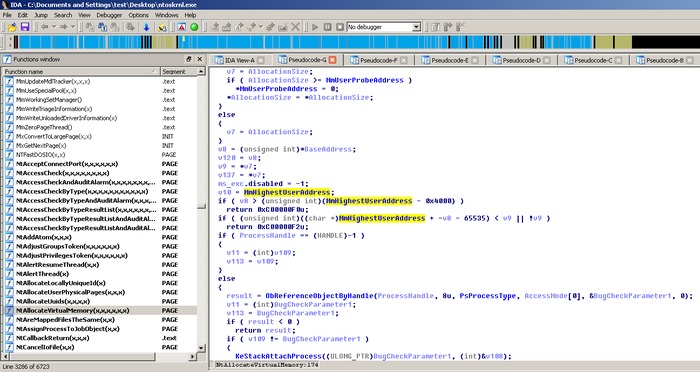 IDA - C:\Documents and Settings\test\Desktop\ntoskrnl.exe
File Edit Jump Search View Debugger Options Windows Help
No debugger
Functions window
IDA View-A Pseudocode-G Pseudocode-F Pseudocode-E Pseudocode-D Pseudocode-C Pseudocode-B
Function name Segment
MmUpdateMdlTracker(x,x,x) .text
MmUseSpecialPool(x,x)
MmWorkingSetManager() .text
MmWriteTriageInformation(x)
MmWriteUnloadedDriverInformation(x)
MmZeroPageThread() .text
MxConvertToLargePage(x,x) INIT
MxGetNextPage(x) INIT
NTFastDOSIO(x,x) PAGE
NtAcceptConnectPort(x,x,x,x,x,x) PAGE
NtAccessCheck(x,x,x,x,x,x,x,x) PAGE
NtAccessCheckAndAuditAlarm(x,x,x,x,x,... PAGE
NtAccessCheckByType(x,x,x,x,x,x,x,x,... PAGE
NtAccessCheckByTypeAndAuditAlarm(x,... PAGE
NtAccessCheckByTypeResultList(x,x,x,... PAGE
NtAccessCheckByTypeResultListAndAudit... PAGE
NtAccessCheckByTypeResultListAndAudit... PAGE
NtAddAtom(x,x,x) PAGE
NtAdjustGroupsToken(x,x,x,x,x,x) PAGE
NtAdjustPrivilegesToken(x,x,x,x,x,x) PAGE
NtAlertResumeThread(x,x) PAGE
NtAlertThread(x) PAGE
NtAllocateLocallyUniqueId(x) PAGE
NtAllocateUserPhysicalPages(x,x,x) PAGE
NtAllocateUuids(x,x,x,x) PAGE
NtAllocateVirtualMemory(x,x,x,x,x,x) PAGE
NtAreMappedFilesTheSame(x,x) PAGE
NtAssignProcessToJobObject(x,x) PAGE
NtCallbackReturn(x,x,x) .text
NtCancelIoFile(x,x) PAGE
Line 3286 of 6723
v7 = AllocationSize;
if ( AllocationSize >= MmUserProbeAddress )
*MmUserProbeAddress = 0;
*AllocationSize = *AllocationSize;
}
else
{
v7 = AllocationSize;
}
v8 = (unsigned int)*BaseAddress;
v120 = v8;
v9 = *v7;
v137 = *v7;
ms_exc.disabled = -1;
v10 = MmHighestUserAddress;
if ( v8 > (unsigned int)(MmHighestUserAddress - 0x4000) )
return 0xC00000F0u;
if ( (unsigned int)((char *)MmHighestUserAddress + -v8 - 65535) < v9 || !v9 )
return 0xC00000F2u;
if ( ProcessHandle == (HANDLE)-1 )
{
v11 = (int)v109;
v113 = v109;
}
else
{
result = ObReferenceObjectByHandle(ProcessHandle, 8u, PsProcessType, AccessMode[0], &BugCheckParameter1, 0);
v11 = (int)BugCheckParameter1;
v113 = BugCheckParameter1;
if ( result < 0 )
return result;
if ( v109 != BugCheckParameter1 )
{
KeStackAttachProcess((ULONG_PTR)BugCheckParameter1, (int)&v108);
NtAllocateVirtualMemory:174